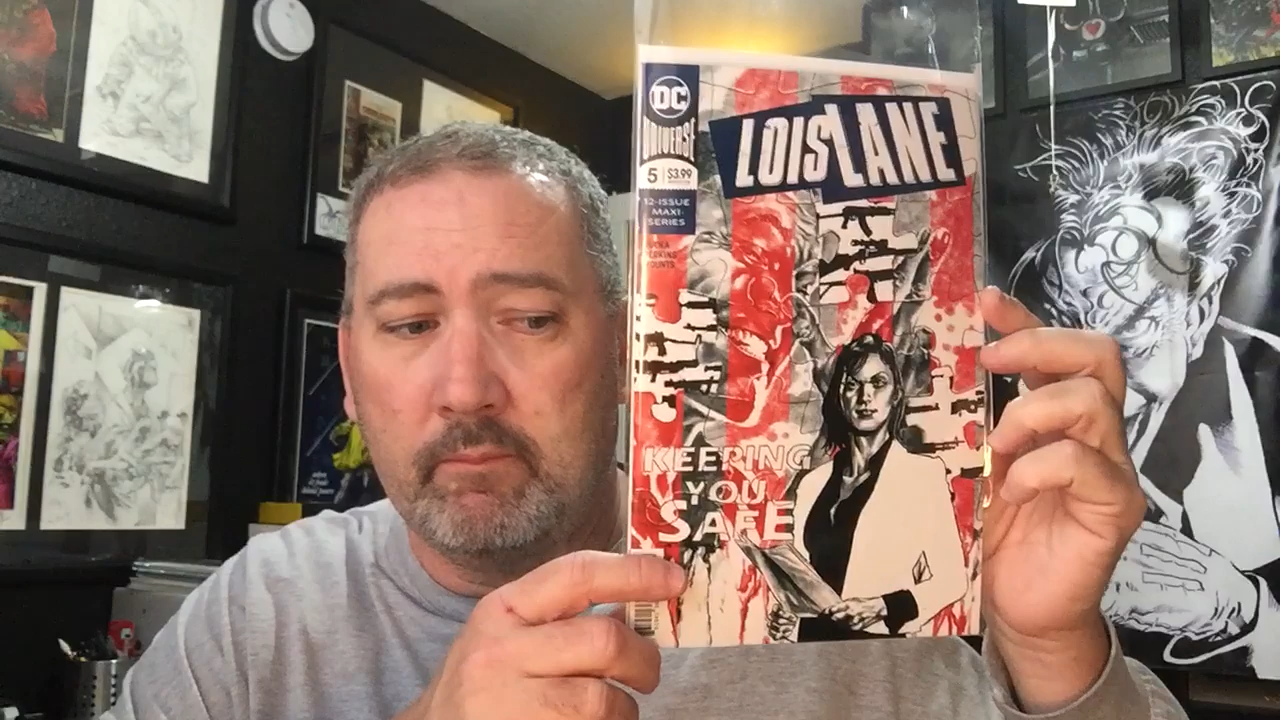 DC
UNIVERSE
5 $3.99
12-ISSUE
MAXI-
SERIES
LOIS LANE
KEEPING
YOU
SAFE